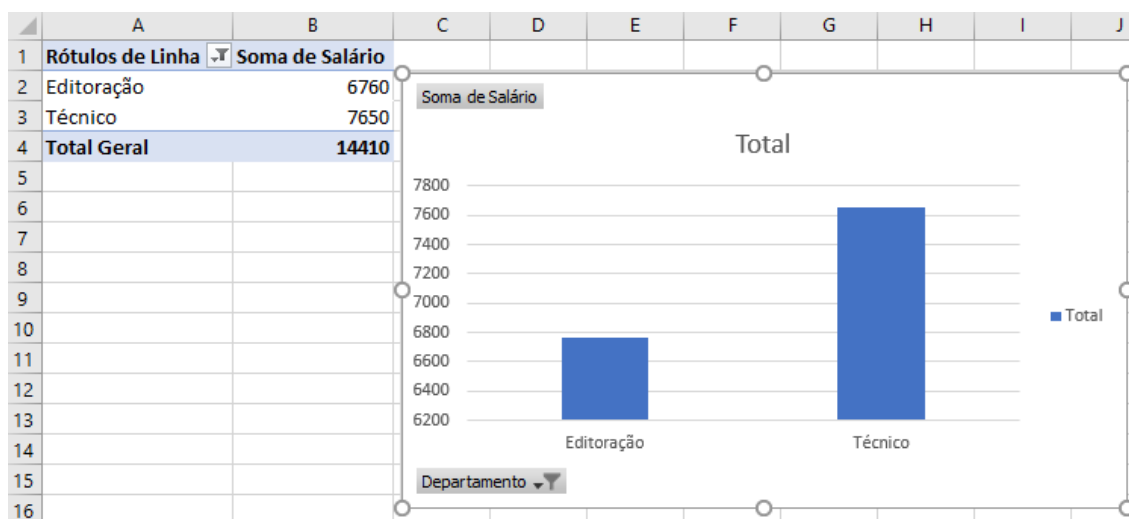 A B C D E F G H I J
1 Rótulos de Linha Soma de Salário
2 Editoração 6760
3 Técnico 7650
4 Total Geral 14410
5
6
7
8
9
10
11
12
13
14
15
16
Soma de Salário
Total
7800
7600
7400
7200
7000
6800
6600
6400
6200
Editoração Técnico
Total
Departamento